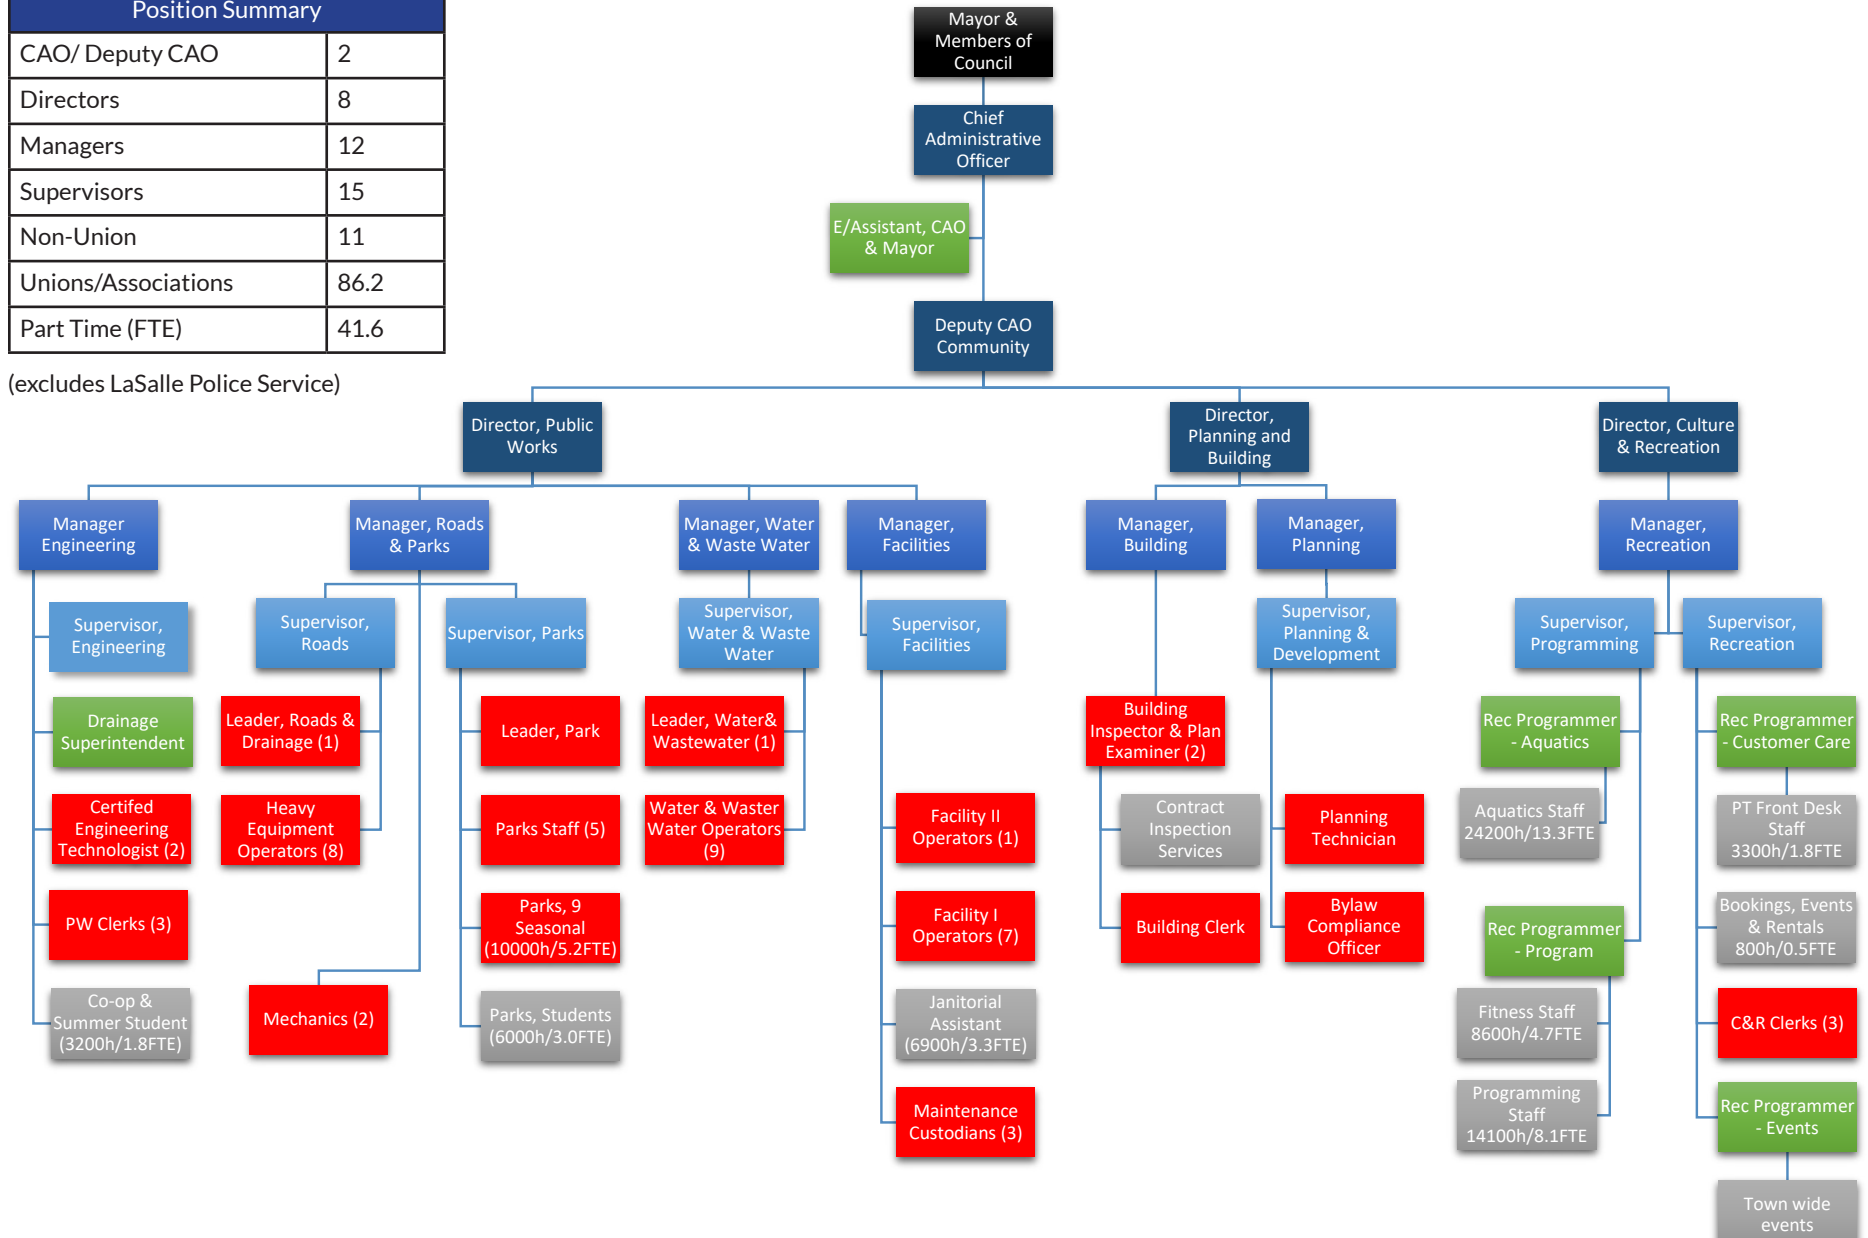 Position Summary
CAO/ Deputy CAO 2
Directors 8
Managers 12
Supervisors 15
Non-Union 11
Unions/Associations 86.2
Part Time (FTE) 41.6
(excludes LaSalle Police Service)
Mayor &
Members of
Council
Chief
Administrative
Officer
E/Assistant, CAO
& Mayor
Deputy CAO
Community
Director, Public
Works
Director,
Planning and
Building
Director, Culture
& Recreation
Manager
Engineering
Manager, Roads
& Parks
Manager, Water
& Waste Water
Manager,
Facilities
Manager,
Building
Manager,
Planning
Manager,
Recreation
Supervisor,
Engineering
Supervisor,
Roads
Supervisor, Parks
Supervisor,
Water & Waste
Water
Supervisor,
Facilities
Supervisor,
Planning &
Development
Supervisor,
Programming
Supervisor,
Recreation
Drainage
Superintendent
Leader, Roads &
Drainage (1)
Leader, Park
Leader, Water&
Wastewater (1)
Building
Inspector & Plan
Examiner (2)
Rec Programmer
- Aquatics
Rec Programmer
- Customer Care
Certifed
Engineering
Technologist (2)
Heavy
Equipment
Operators (8)
Parks Staff (5)
Water & Waster
Water Operators
(9)
Facility II
Operators (1)
Contract
Inspection
Services
Planning
Technician
Aquatics Staff
24200h/13.3FTE
PT Front Desk
Staff
3300h/1.8FTE
PW Clerks (3)
Parks, 9
Seasonal
(10000h/5.2FTE)
Facility I
Operators (7)
Building Clerk
Bylaw
Compliance
Officer
Rec Programmer
- Program
Bookings, Events
& Rentals
800h/0.5FTE
Co-op &
Summer Student
(3200h/1.8FTE)
Mechanics (2)
Parks, Students
(6000h/3.0FTE)
Janitorial
Assistant
(6900h/3.3FTE)
Fitness Staff
8600h/4.7FTE
C&R Clerks (3)
Maintenance
Custodians (3)
Programming
Staff
14100h/8.1FTE
Rec Programmer
- Events
Town wide
events